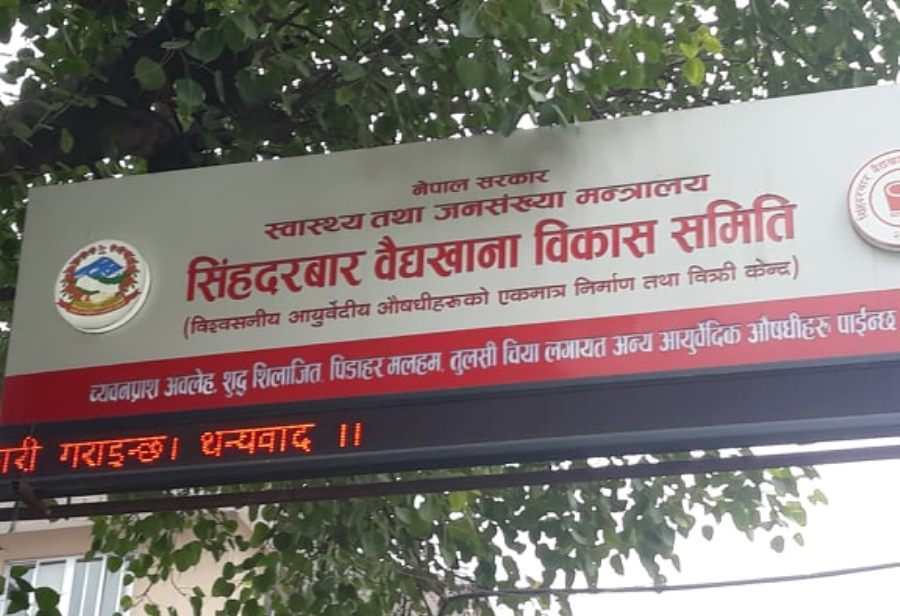 नेपाल सरकार
स्वास्थ्य तथा जनसंख्या मन्त्रालय
सिंहदरबार वैद्यखाना विकास समिति
(विश्वसनीय आयुर्वेदीय औषधीहरूको एकमात्र निर्माण तथा विक्री केन्द्र)
च्यवनप्राश अवलेह, शुद्ध शिलाजित, पिडाहर मलहम, तुलसी चिया लगायत अन्य आयुर्वेदिक औषधीहरू पाईन्छ
गराइन्छ। धन्यवाद ।।